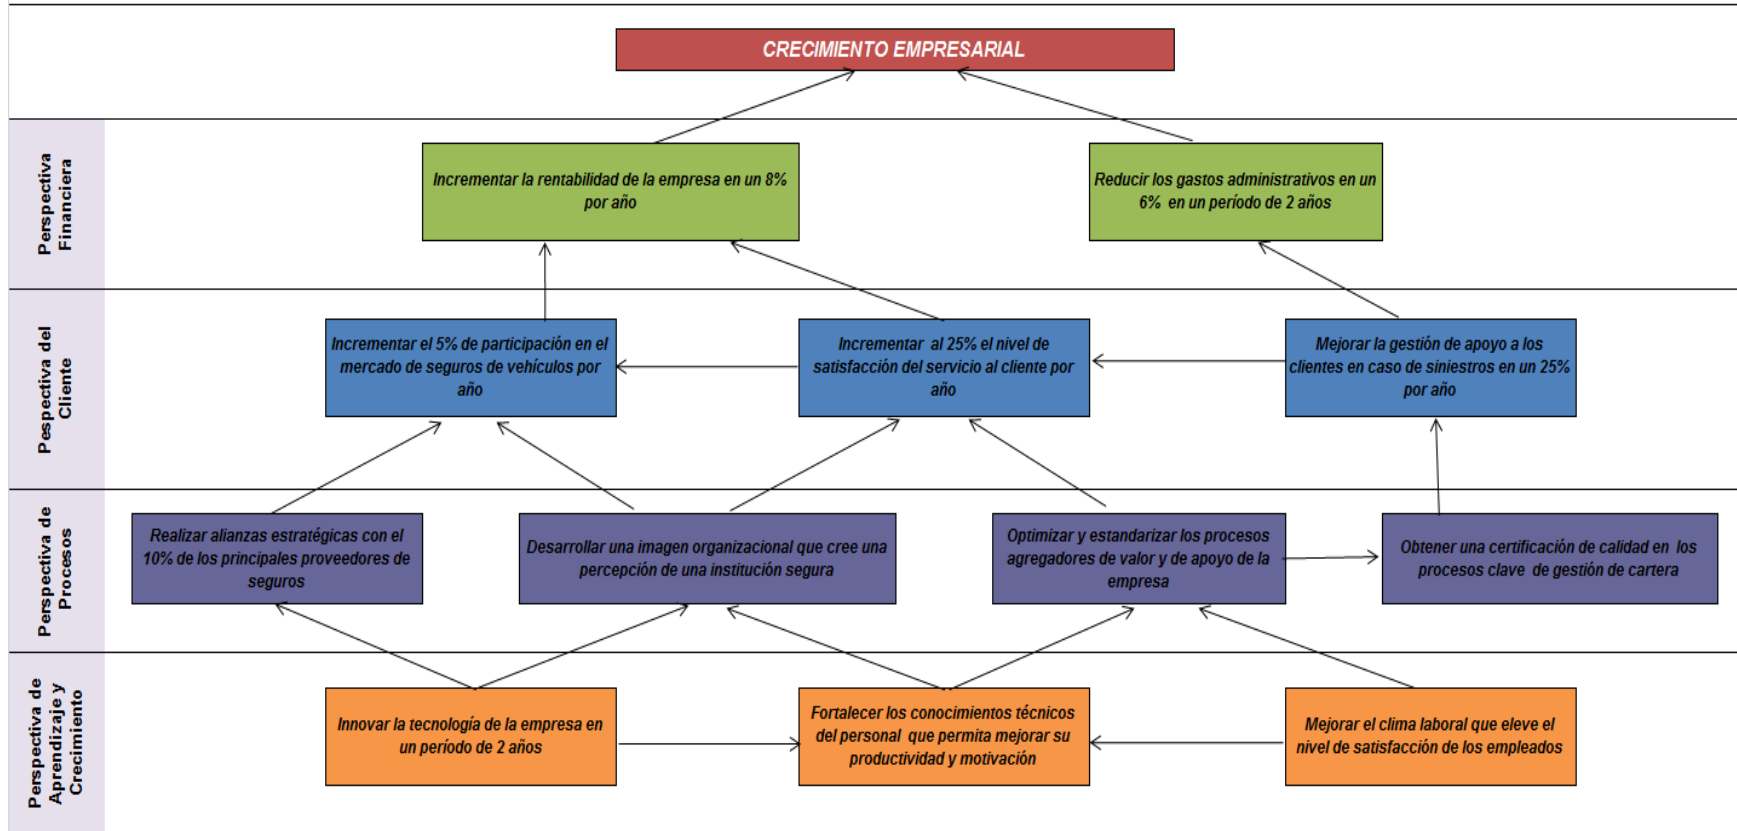 CRECIMIENTO EMPRESARIAL
Perspectiva
Financiera
Incrementar la rentabilidad de la empresa en un 8%
por año
Reducir los gastos administrativos en un
6% en un período de 2 años
Pespectiva del
Cliente
Incrementar el 5% de participación en el
mercado de seguros de vehículos por
año
Incrementar al 25% el nivel de
satisfacción del servicio al cliente por
año
Mejorar la gestión de apoyo a los
clientes en caso de siniestros en un 25%
por año
Perspectiva de
Procesos
Realizar alianzas estratégicas con el
10% de los principales proveedores de
seguros
Desarrollar una imagen organizacional que cree una
percepción de una institución segura
Optimizar y estandarizar los procesos
agregadores de valor y de apoyo de la
empresa
Obtener una certificación de calidad en los
procesos clave de gestión de cartera
Perspectiva de
Aprendizaje y
Crecimiento
Innovar la tecnología de la empresa en
un período de 2 años
Fortalecer los conocimientos técnicos
del personal que permita mejorar su
productividad y motivación
Mejorar el clima laboral que eleve el
nivel de satisfacción de los empleados